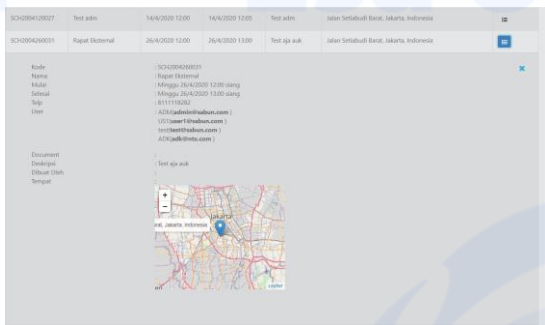 SCH2004120027 Test adm 14/4/2020 12:00 14/4/2020 12:05 Test adm Jalan Setiabudi Barat, Jakarta, Indonesia
SCH2004260031 Rapat Eksternal 26/4/2020 12:00 26/4/2020 13:00 Test aja auk Jalan Setiabudi Barat, Jakarta, Indonesia
Kode : SCH2004260031
Nama : Rapat Eksternal
Mulai : Minggu 26/4/2020 12:00 siang
Selesai : Minggu 26/4/2020 13:00 siang
Telp : 8111118282
User : ADM(admin@sabun.com )
US1(user1@sabun.com )
test(test@sabun.com )
ADK(adk@nte.com )
Document :
Deskripsi : Test aja auk
Dibuat Oleh :
Tempat :
+
−
Jakarta
rat, Jakarta, Indonesia
Leaflet